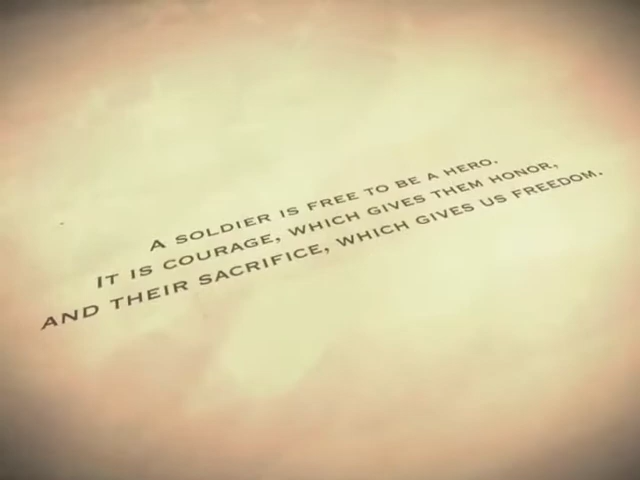 A SOLDIER IS FREE TO BE A HERO.
IT IS COURAGE, WHICH GIVES THEM HONOR,
AND THEIR SACRIFICE, WHICH GIVES US FREEDOM.